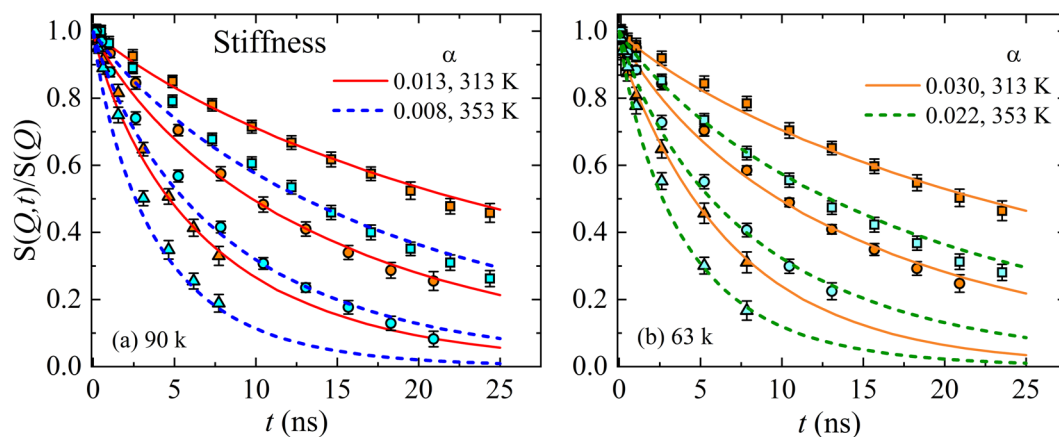 S(Q,t)/S(Q)
1.0
0.8
0.6
0.4
0.2
0.0
Stiffness
α
0.013, 313 K
0.008, 353 K
(a) 90 k
0 5 10 15 20 25
t (ns)
1.0
0.8
0.6
0.4
0.2
0.0
α
0.030, 313 K
0.022, 353 K
(b) 63 k
0 5 10 15 20 25
t (ns)